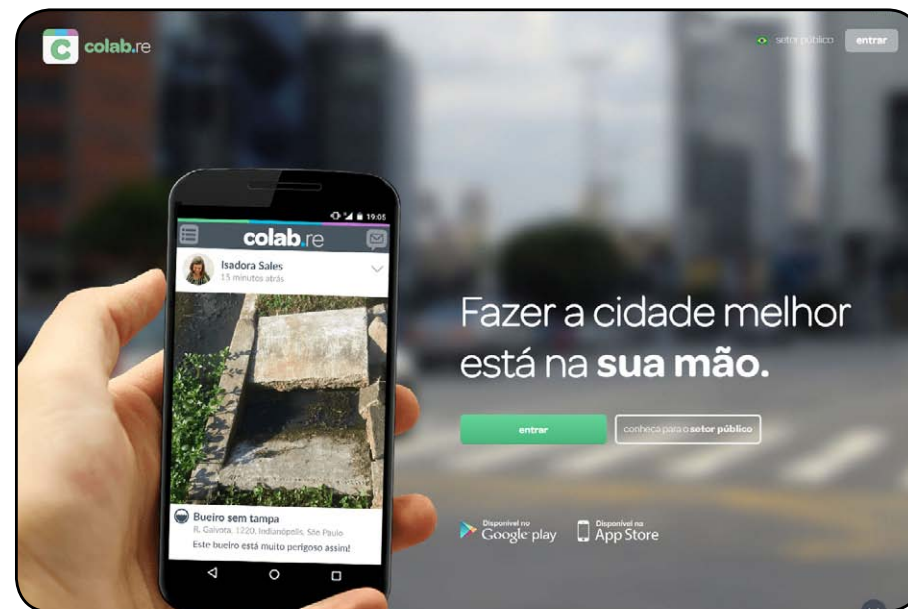 colab.re
setor público
entrar
19:05
colab.re
Isadora Sales
15 minutos atrás
Bueiro sem tampa
R. Gaivota, 1220, Indianópolis, São Paulo
Este bueiro está muito perigoso assim!
Fazer a cidade melhor
está na sua mão.
entrar
conheça para o setor público
Disponível no
Google play
Disponível na
App Store